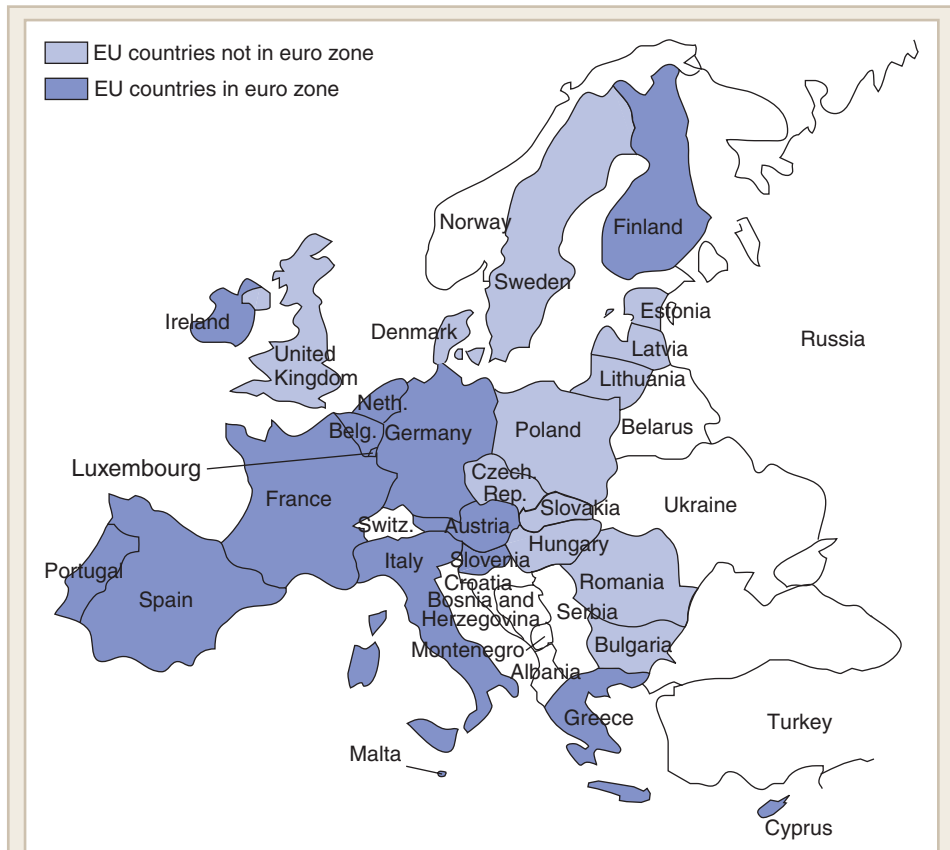 EU countries not in euro zone
EU countries in euro zone
Norway
Finland
Sweden
Estonia
Ireland
Denmark
Russia
United
Kingdom
Latvia
Lithuania
Neth.
Belg.
Germany
Poland
Belarus
Luxembourg
Czech.
Rep.
France
Slovakia
Ukraine
Switz.
Austria
Hungary
Italy
Slovenia
Portugal
Croatia
Romania
Spain
Bosnia and
Herzegovina
Serbia
Montenegro
Bulgaria
Albania
Greece
Turkey
Malta
Cyprus